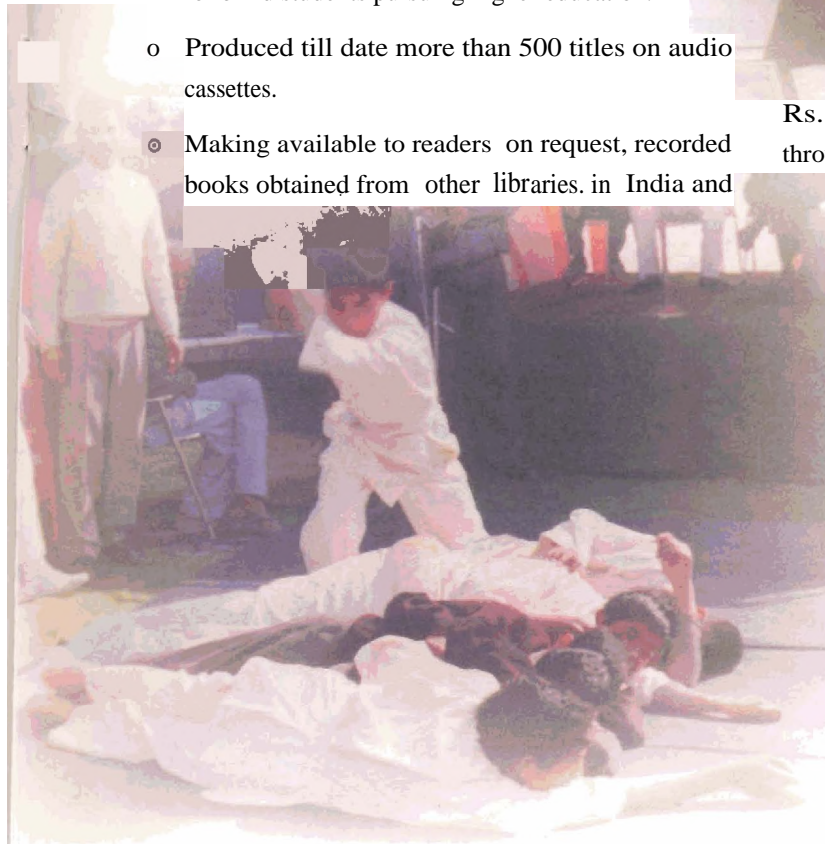 o Produced till date more than 500 titles on audio
cassettes.
Making available to readers on request, recorded
books obtained from other libraries. in India and
Rs.
thro